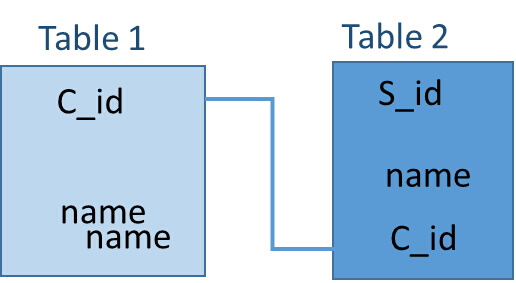 Table 1
C_id
name
name
Table 2
S_id
name
C_id